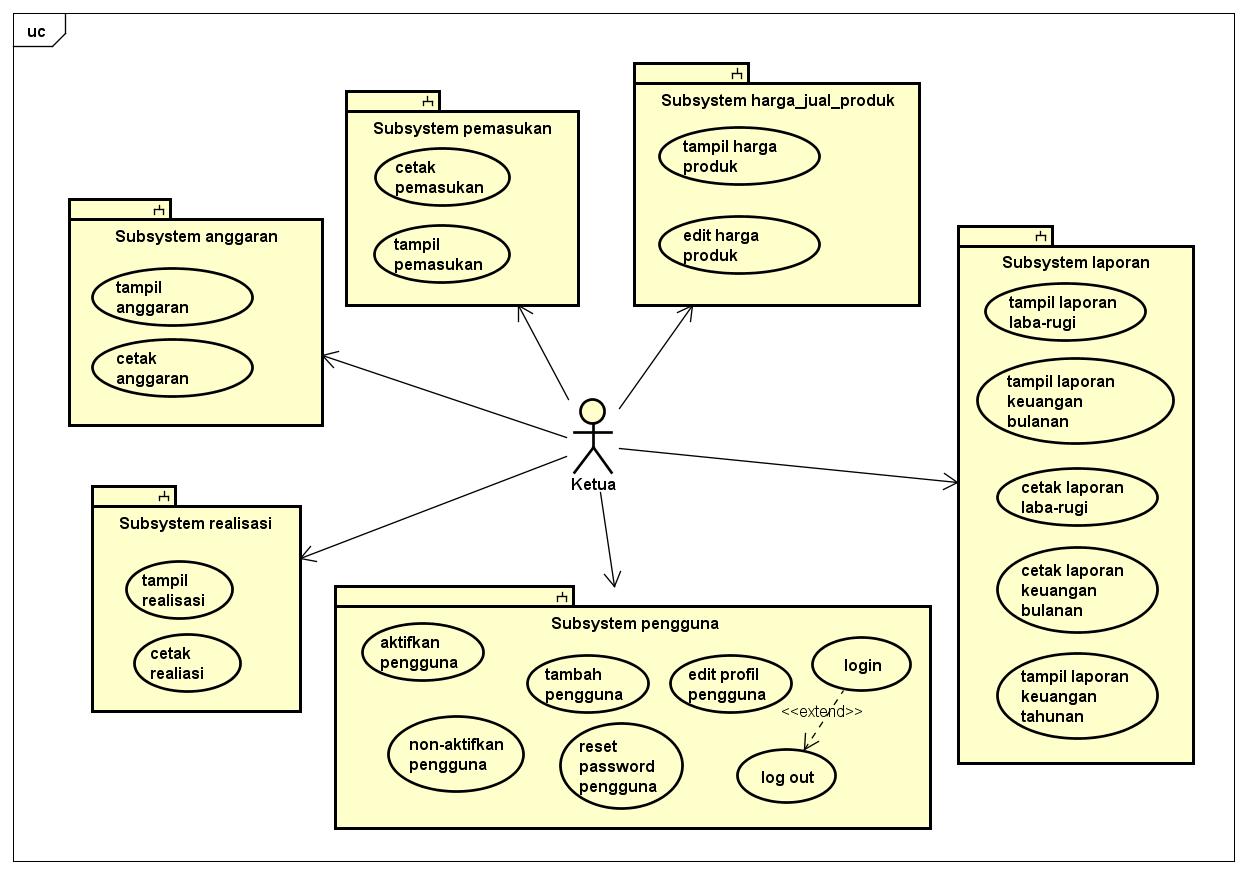 uc
Subsystem anggaran
tampil
anggaran
cetak
anggaran
Subsystem pemasukan
cetak
pemasukan
tampil
pemasukan
Subsystem harga_jual_produk
tampil harga
produk
edit harga
produk
Subsystem laporan
tampil laporan
laba-rugi
tampil laporan
keuangan
bulanan
cetak laporan
laba-rugi
cetak laporan
keuangan
bulanan
tampil laporan
keuangan
tahunan
Ketua
Subsystem realisasi
tampil
realisasi
cetak
realiasi
Subsystem pengguna
aktifkan
pengguna
tambah
pengguna
edit profil
pengguna
login
<<extend>>
non-aktifkan
pengguna
reset
password
pengguna
log out